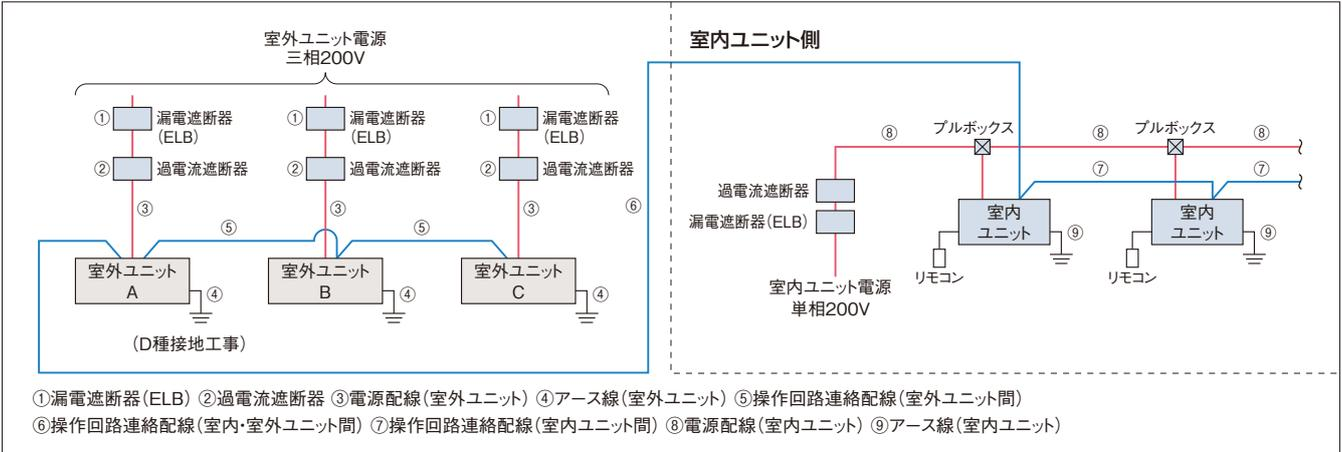 室外ユニット電源
三相200V
① 漏電遮断器
(ELB)
① 漏電遮断器
(ELB)
① 漏電遮断器
(ELB)
② 過電流遮断器
② 過電流遮断器
② 過電流遮断器
③
③
③
⑤
⑤
⑥
室外ユニット
A
④
室外ユニット
B
④
室外ユニット
C
④
(D種接地工事)
室内ユニット側
⑧
プルボックス
⑧
プルボックス
⑧
⑦
⑦
過電流遮断器
漏電遮断器(ELB)
室内ユニット電源
単相200V
室内
ユニット
⑨
リモコン
室内
ユニット
⑨
リモコン
①漏電遮断器(ELB) ②過電流遮断器 ③電源配線(室外ユニット) ④アース線(室外ユニット) ⑤操作回路連絡配線(室外ユニット間)
⑥操作回路連絡配線(室内・室外ユニット間) ⑦操作回路連絡配線(室内ユニット間) ⑧電源配線(室内ユニット) ⑨アース線(室内ユニット)